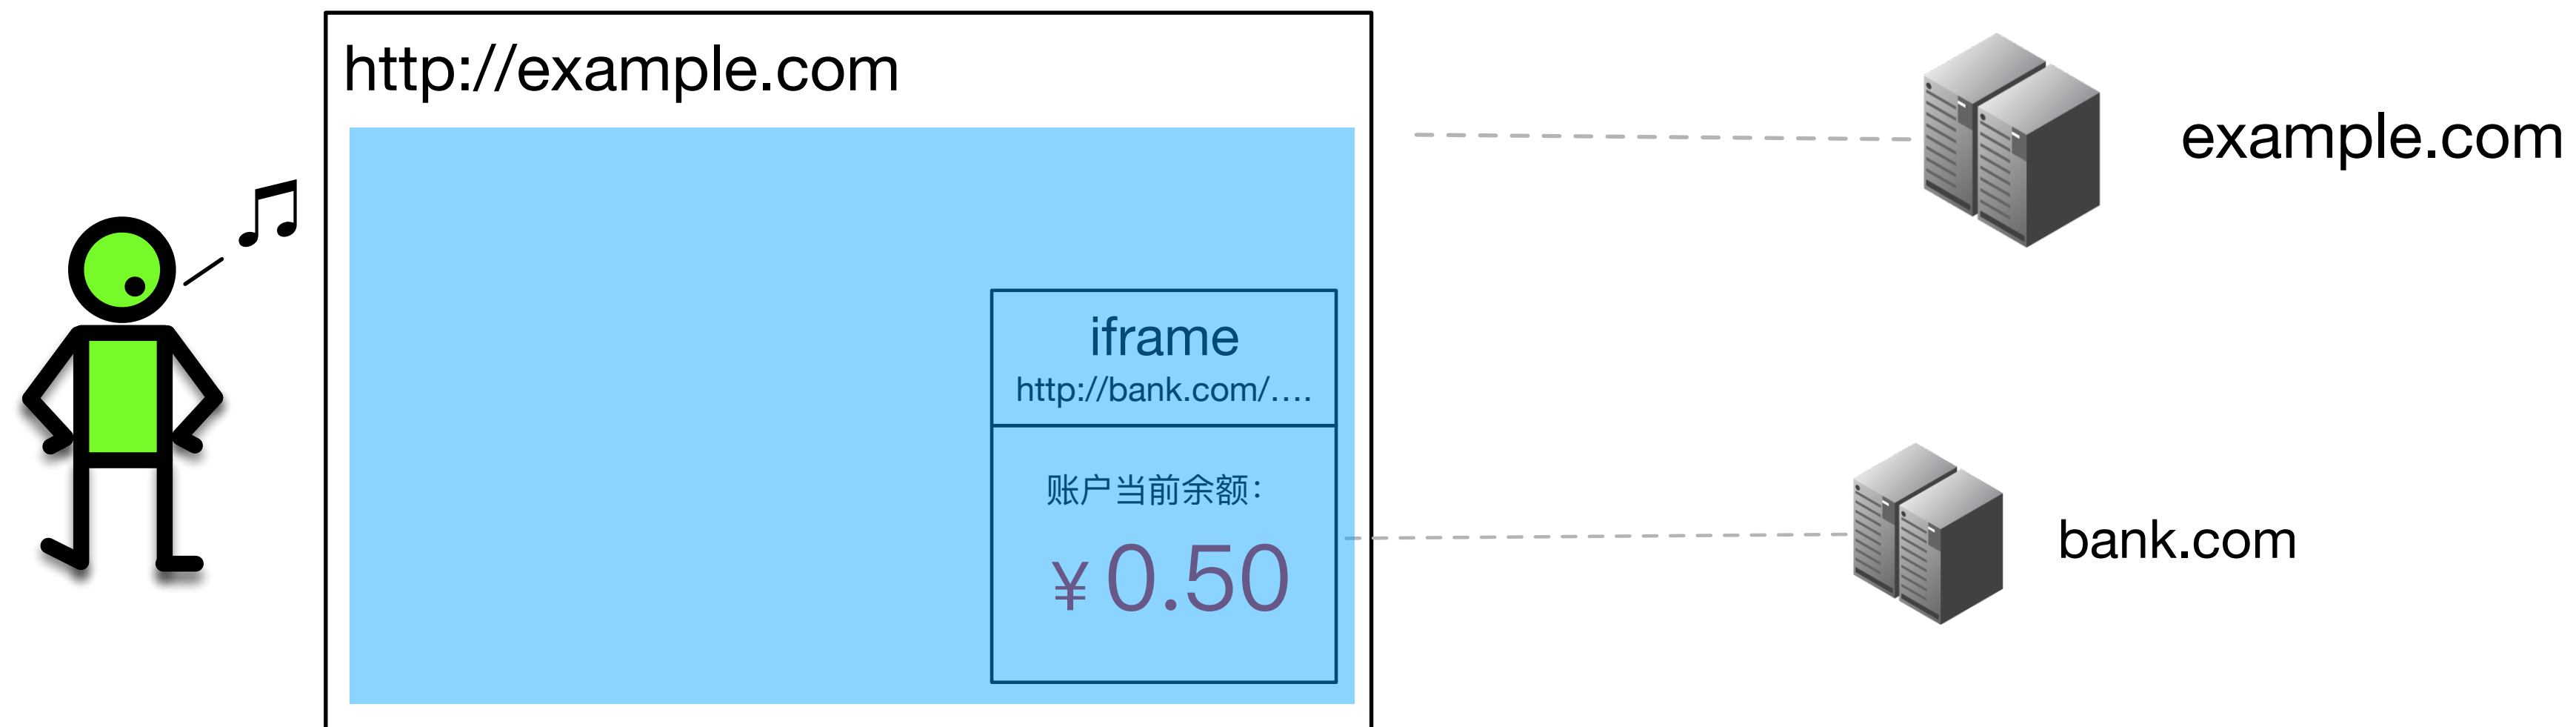 http://example.com
example.com
iframe
http://bank.com/....
账户当前余额：
¥0.50
bank.com